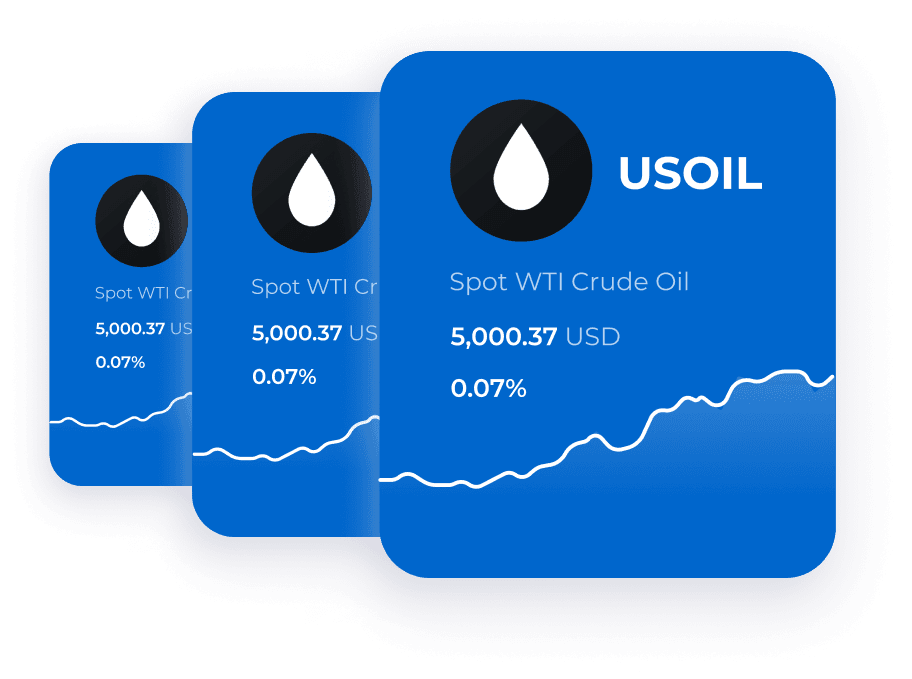 Spot WTI Cr
5,000.37 US
0.07%
Spot WTI Cr
5,000.37 US
0.07%
USOIL
Spot WTI Crude Oil
5,000.37 USD
0.07%